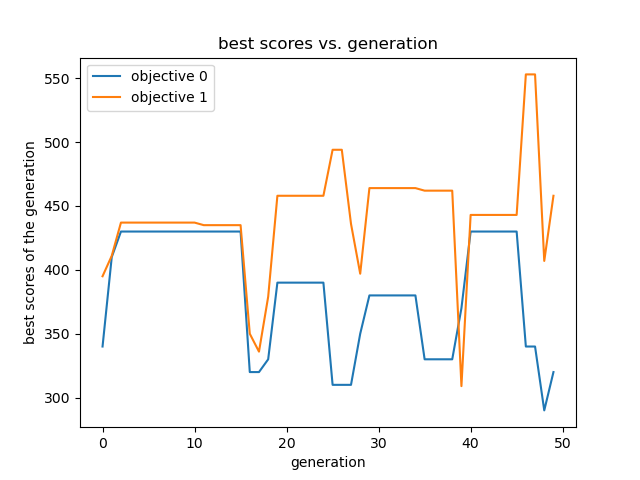 best scores vs. generation
objective 0
objective 1
best scores of the generation
550
500
450
400
350
300
0 10 20 30 40 50
generation